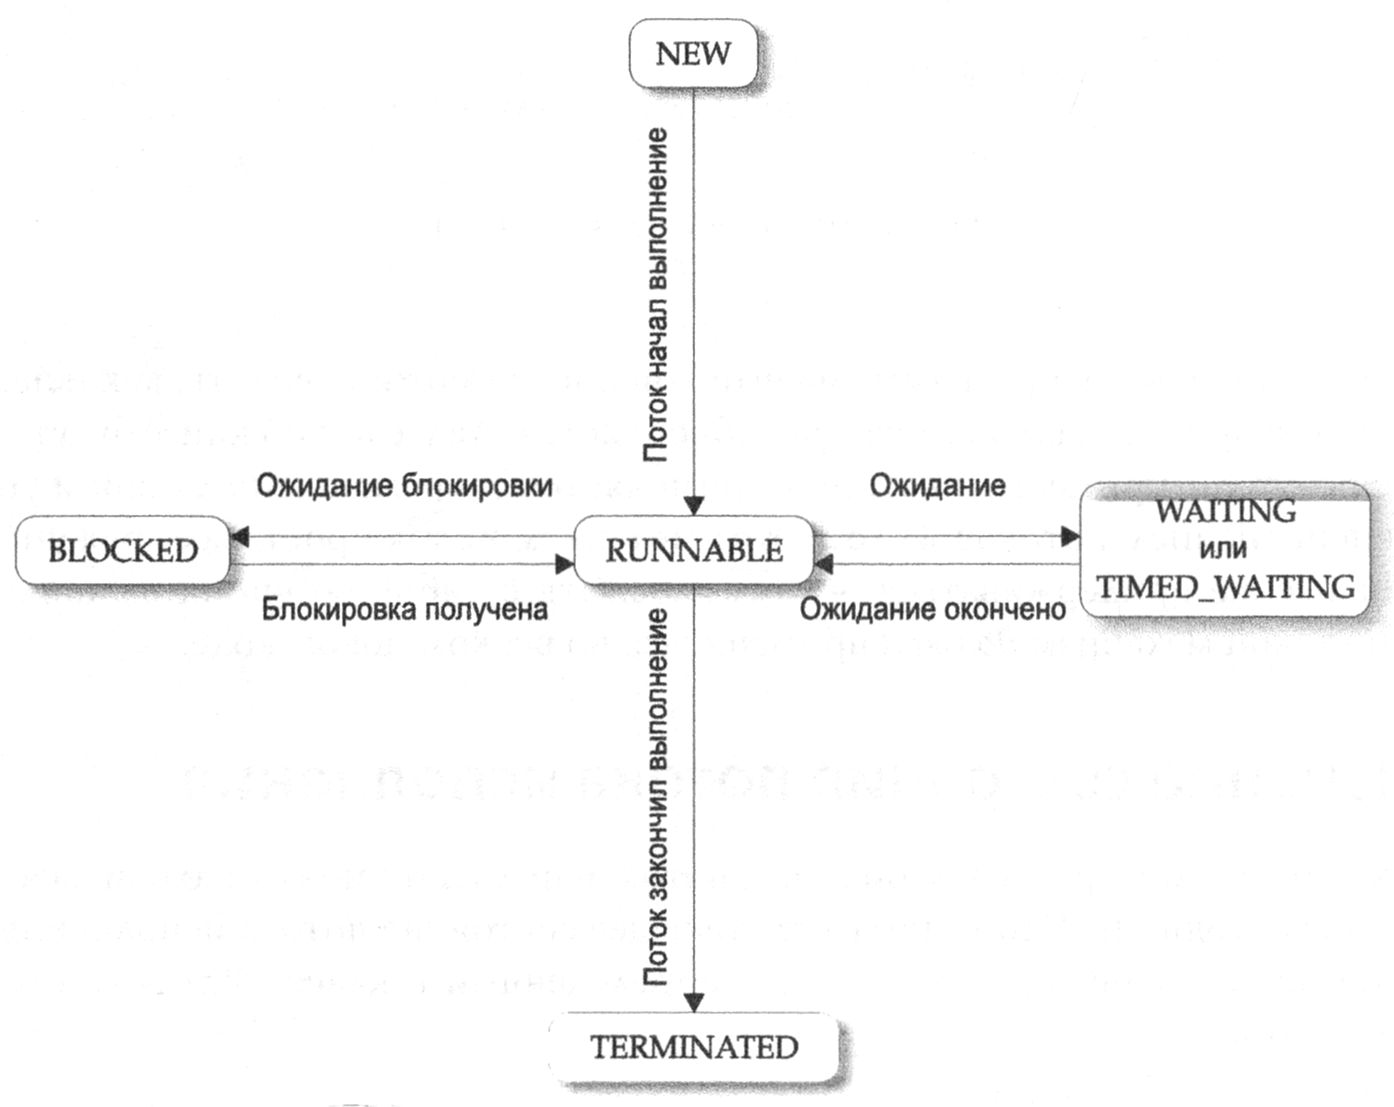 NEW
Поток начал выполнение
Ожидание блокировки
Ожидание
BLOCKED
RUNNABLE
WAITING
или
TIMED_WAITING
Блокировка получена
Ожидание окончено
Поток закончил выполнение
TERMINATED